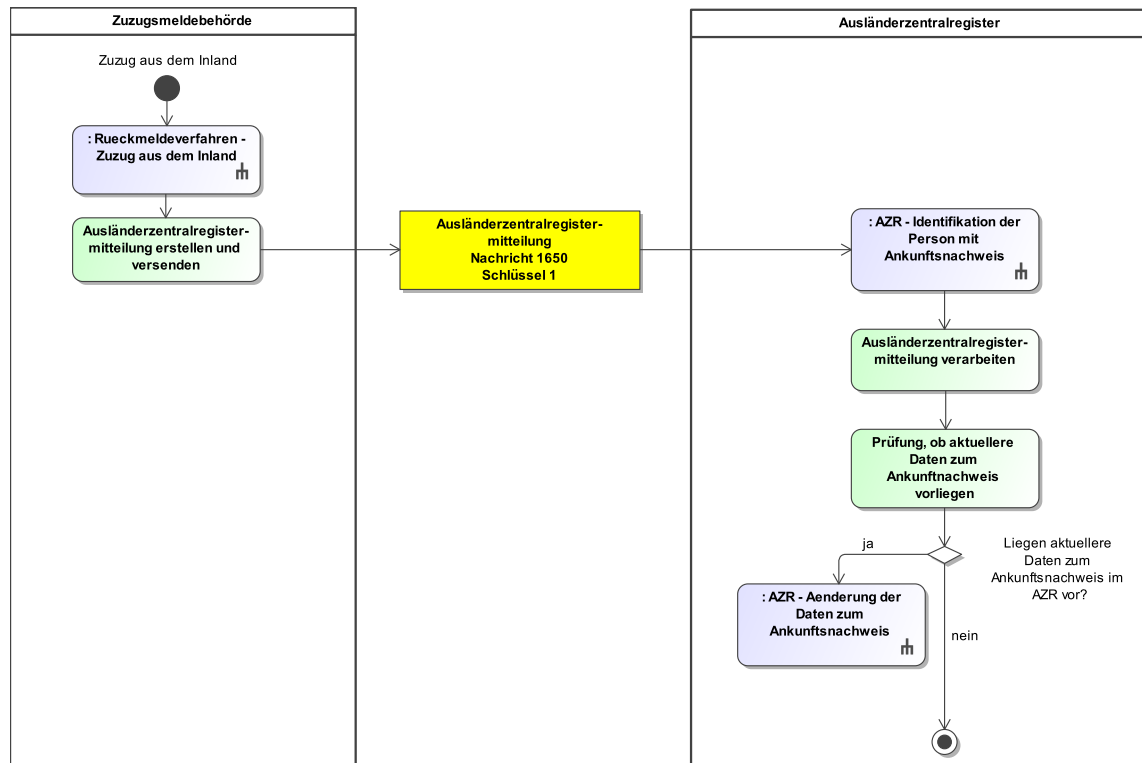 Zuzugsmeldebehörde
Ausländerzentralregister
Zuzug aus dem Inland
: Rueckmeldeverfahren -
Zuzug aus dem Inland
Ausländerzentralregister-
mitteilung erstellen und
versenden
Ausländerzentralregister-
mitteilung
Nachricht 1650
Schlüssel 1
: AZR - Identifikation der
Person mit
Ankunftsnachweis
Ausländerzentralregister-
mitteilung verarbeiten
Prüfung, ob aktuellere
Daten zum
Ankunftnachweis
vorliegen
ja
Liegen aktuellere
Daten zum
Ankunftsnachweis im
AZR vor?
: AZR - Aenderung der
Daten zum
Ankunftsnachweis
nein